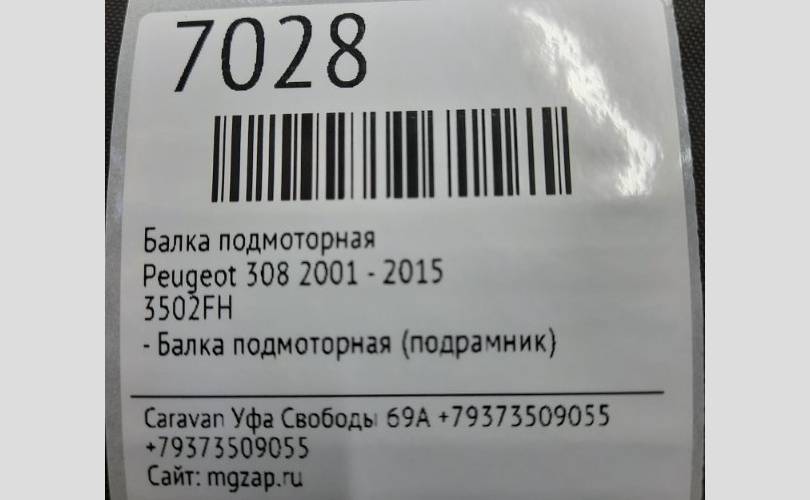 7028
Балка подмоторная
Peugeot 308 2001 - 2015
3502FH
- Балка подмоторная (подрамник)
Caravan Уфа Свободы 69А +79373509055
+79373509055
Сайт: mgzap.ru